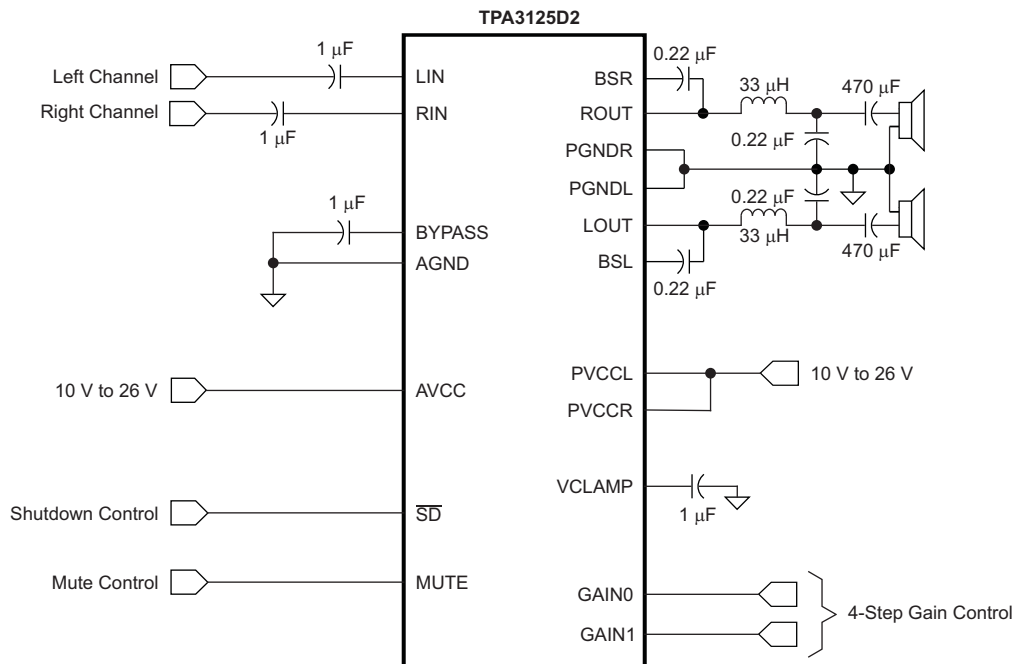 TPA3125D2
1 μF
Left Channel
LIN
Right Channel
RIN
1 μF
1 μF
BYPASS
AGND
10 V to 26 V
AVCC
Shutdown Control
SD
Mute Control
MUTE
0.22 μF
BSR
33 μH
470 μF
ROUT
0.22 μF
PGNDR
PGNDL
0.22 μF
LOUT
33 μH
470 μF
BSL
0.22 μF
PVCCL
10 V to 26 V
PVCCR
VCLAMP
1 μF
GAIN0
4-Step Gain Control
GAIN1